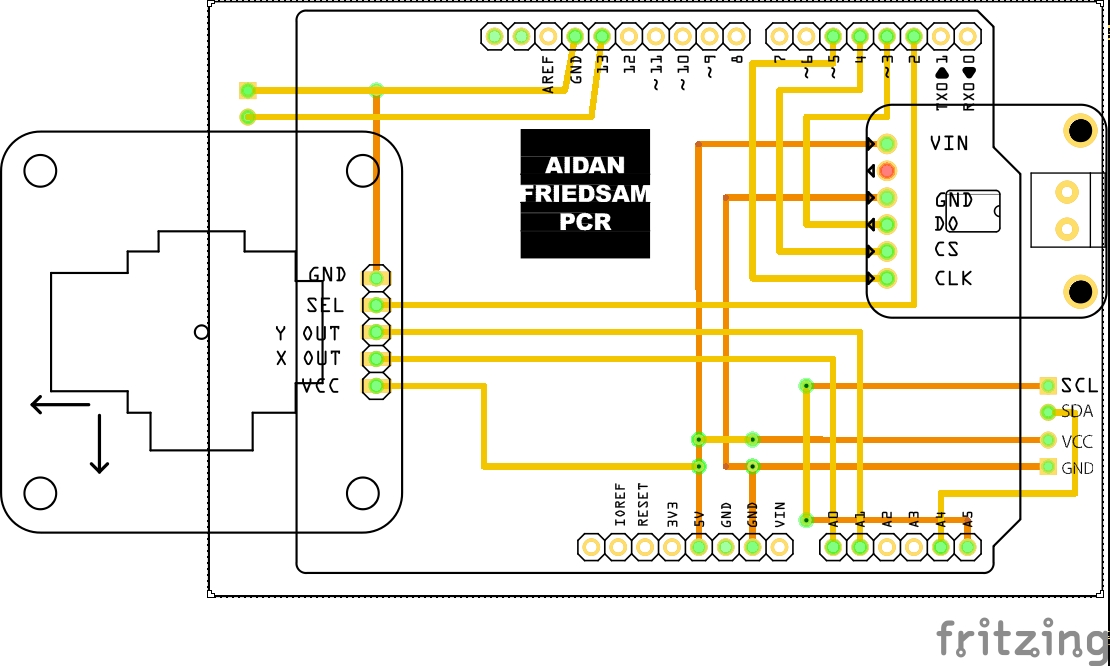 AREF
GND
13
12
~11
~10
~9
8
7
~6
~5
4
~3
2
TX0▶1
RX0◀0
AIDAN
FRIEDSAM
PCR
VIN
GND
DO
CS
CLK
GND
SEL
Y OUT
X OUT
VCC
SCL
SDA
VCC
GND
IOREF
RESET
3V3
5V
GND
GND
VIN
A0
A1
A2
A3
A4
A5
fritzing